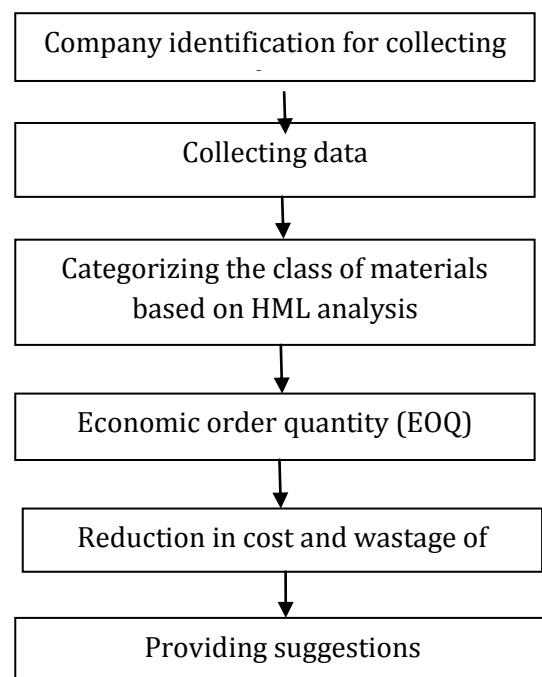 Company identification for collecting
Collecting data
Categorizing the class of materials
based on HML analysis
Economic order quantity (EOQ)
Reduction in cost and wastage of
Providing suggestions